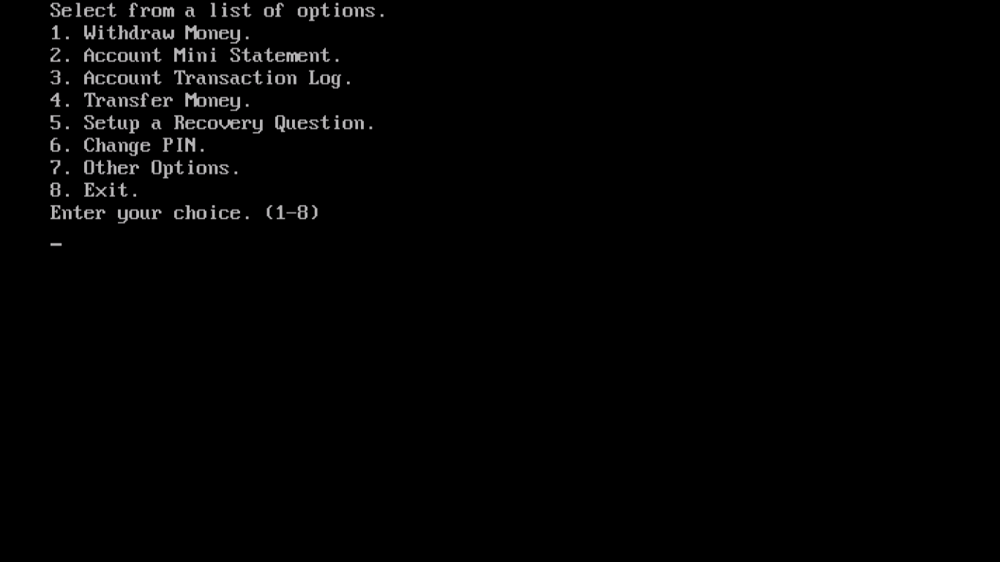 Select from a list of options.
1. Withdraw Money.
2. Account Mini Statement.
3. Account Transaction Log.
4. Transfer Money.
5. Setup a Recovery Question.
6. Change PIN.
7. Other Options.
8. Exit.
Enter your choice. (1-8)
_